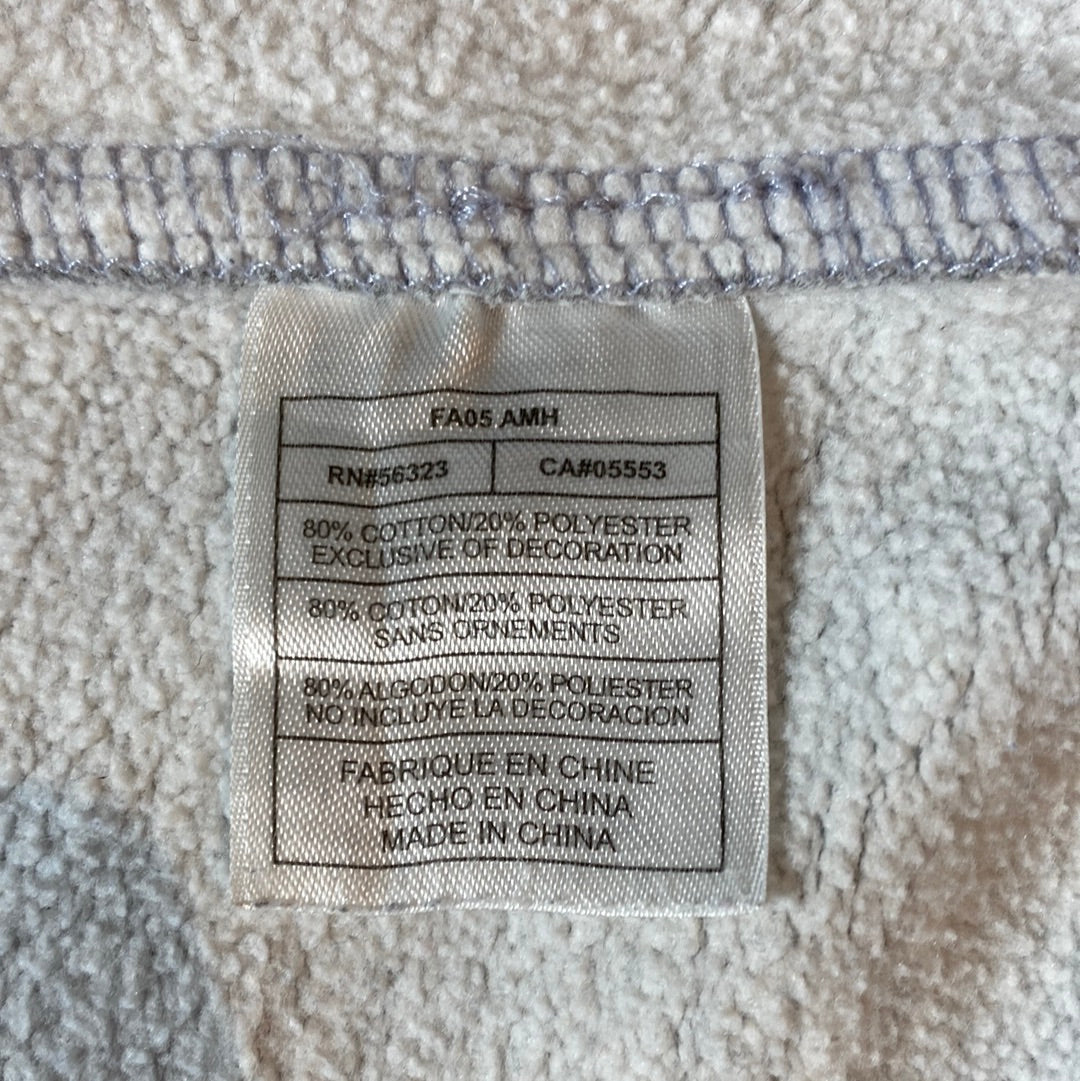 FA05 AMH
RN#56323 CA#05553
80% COTTON/20% POLYESTER
EXCLUSIVE OF DECORATION
80% COTON/20% POLYESTER
SANS ORNEMENTS
80% ALGODON/20% POLIESTER
NO INCLUYE LA DECORACION
FABRIQUE EN CHINE
HECHO EN CHINA
MADE IN CHINA